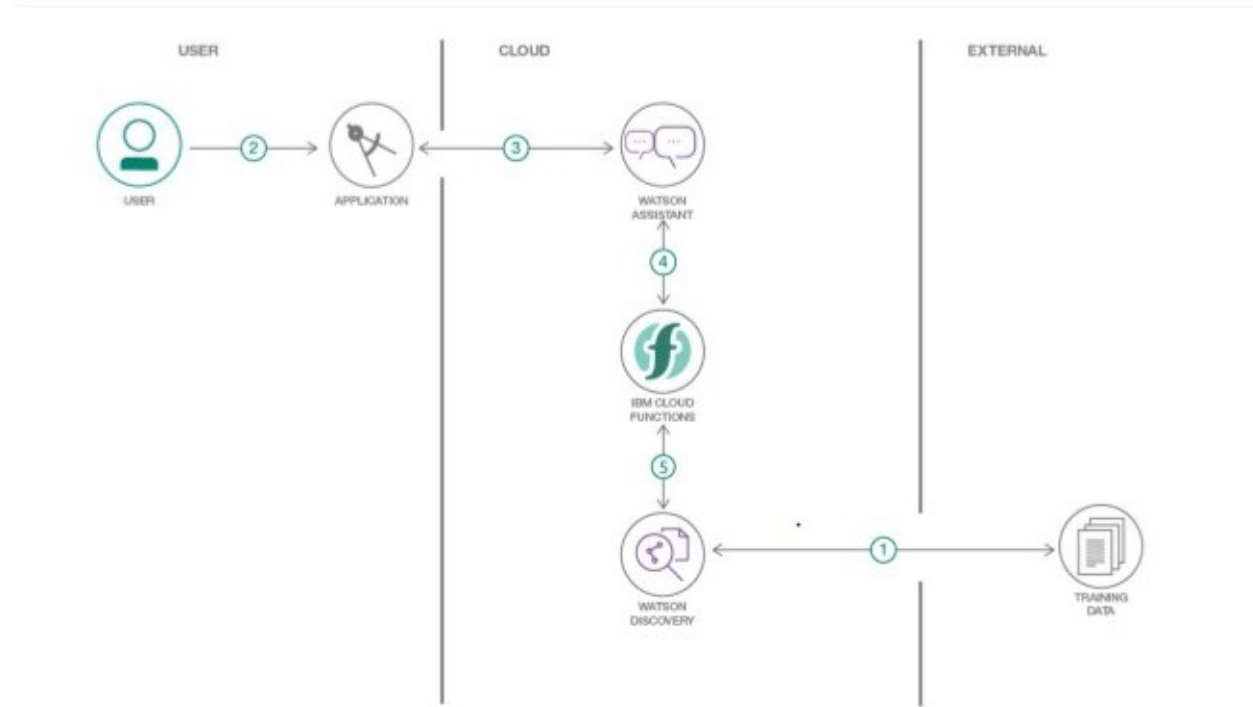 USER
CLOUD
EXTERNAL
2
3
USER
APPLICATION
WATSON
ASSISTANT
4
IBM CLOUD
FUNCTIONS
5
1
WATSON
DISCOVERY
TRAINING
DATA